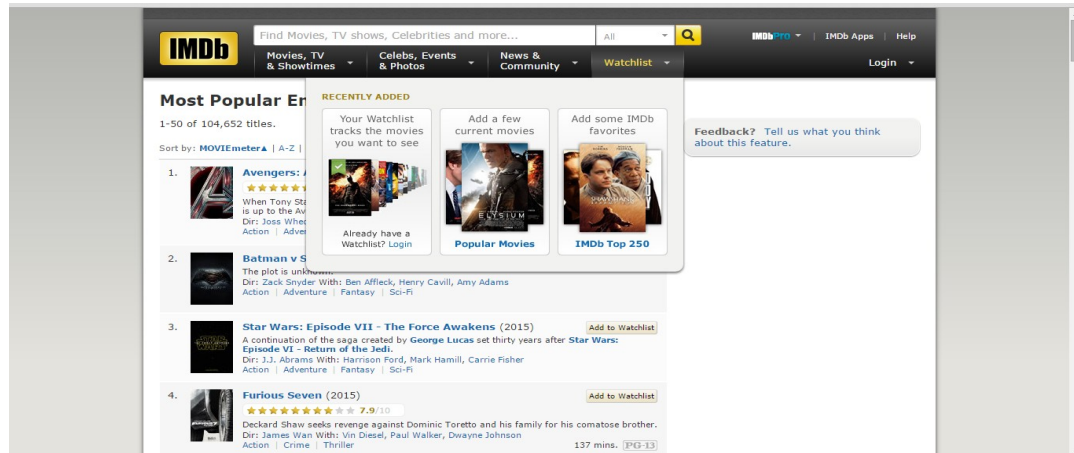 IMDb
Find Movies, TV shows, Celebrities and more...
All
IMDbPro
IMDb Apps
Help
Movies, TV
& Showtimes
Celebs, Events
& Photos
News &
Community
Watchlist
Login
Most Popular En
1-50 of 104,652 titles.
Sort by: MOVIEmeter▲ | A-Z |
RECENTLY ADDED
Your Watchlist
tracks the movies
you want to see
Already have a
Watchlist? Login
Add a few
current movies
ELYSIUM
Popular Movies
Add some IMDb
favorites
IMDb Top 250
Feedback? Tell us what you think
about this feature.
1.
Avengers:
When Tony Sta
is up to the Av
Dir: Joss Whe
Action | Adve
2.
Batman v S
The plot is unknown.
Dir: Zack Snyder With: Ben Affleck, Henry Cavill, Amy Adams
Action | Adventure | Fantasy | Sci-Fi
3.
Star Wars: Episode VII - The Force Awakens (2015)
Add to Watchlist
A continuation of the saga created by George Lucas set thirty years after Star Wars:
Episode VI - Return of the Jedi.
Dir: J.J. Abrams With: Harrison Ford, Mark Hamill, Carrie Fisher
Action | Adventure | Fantasy | Sci-Fi
4.
Furious Seven (2015)
Add to Watchlist
7.9/10
Deckard Shaw seeks revenge against Dominic Toretto and his family for his comatose brother.
Dir: James Wan With: Vin Diesel, Paul Walker, Dwayne Johnson
Action | Crime | Thriller
137 mins. PG-13